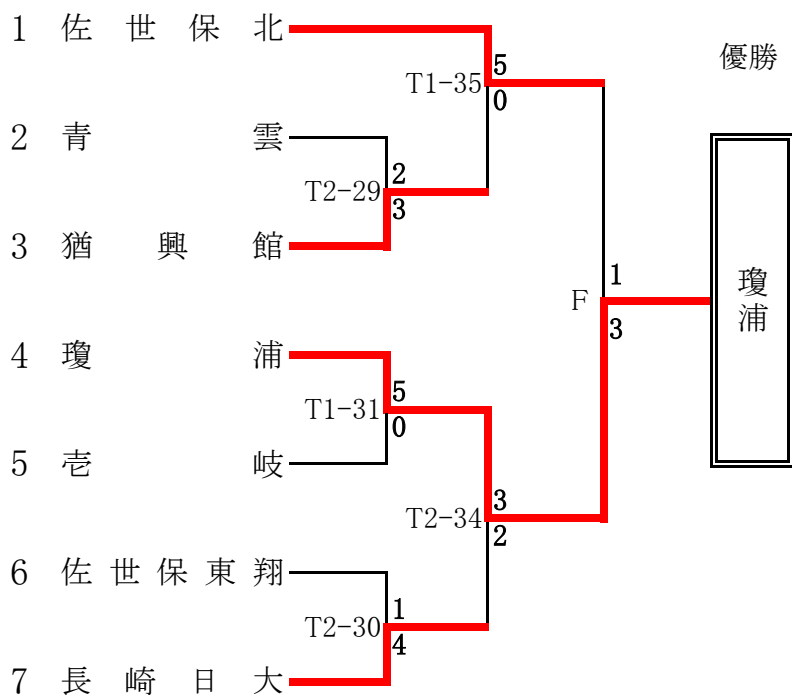 1 佐世保北
5
T1-35
0
優勝
2 青雲
2
T2-29
3
3 猶興館
1
F
3
瓊浦
4 瓊浦
5
T1-31
0
5 壱岐
3
T2-34
2
6 佐世保東翔
1
T2-30
4
7 長崎日大